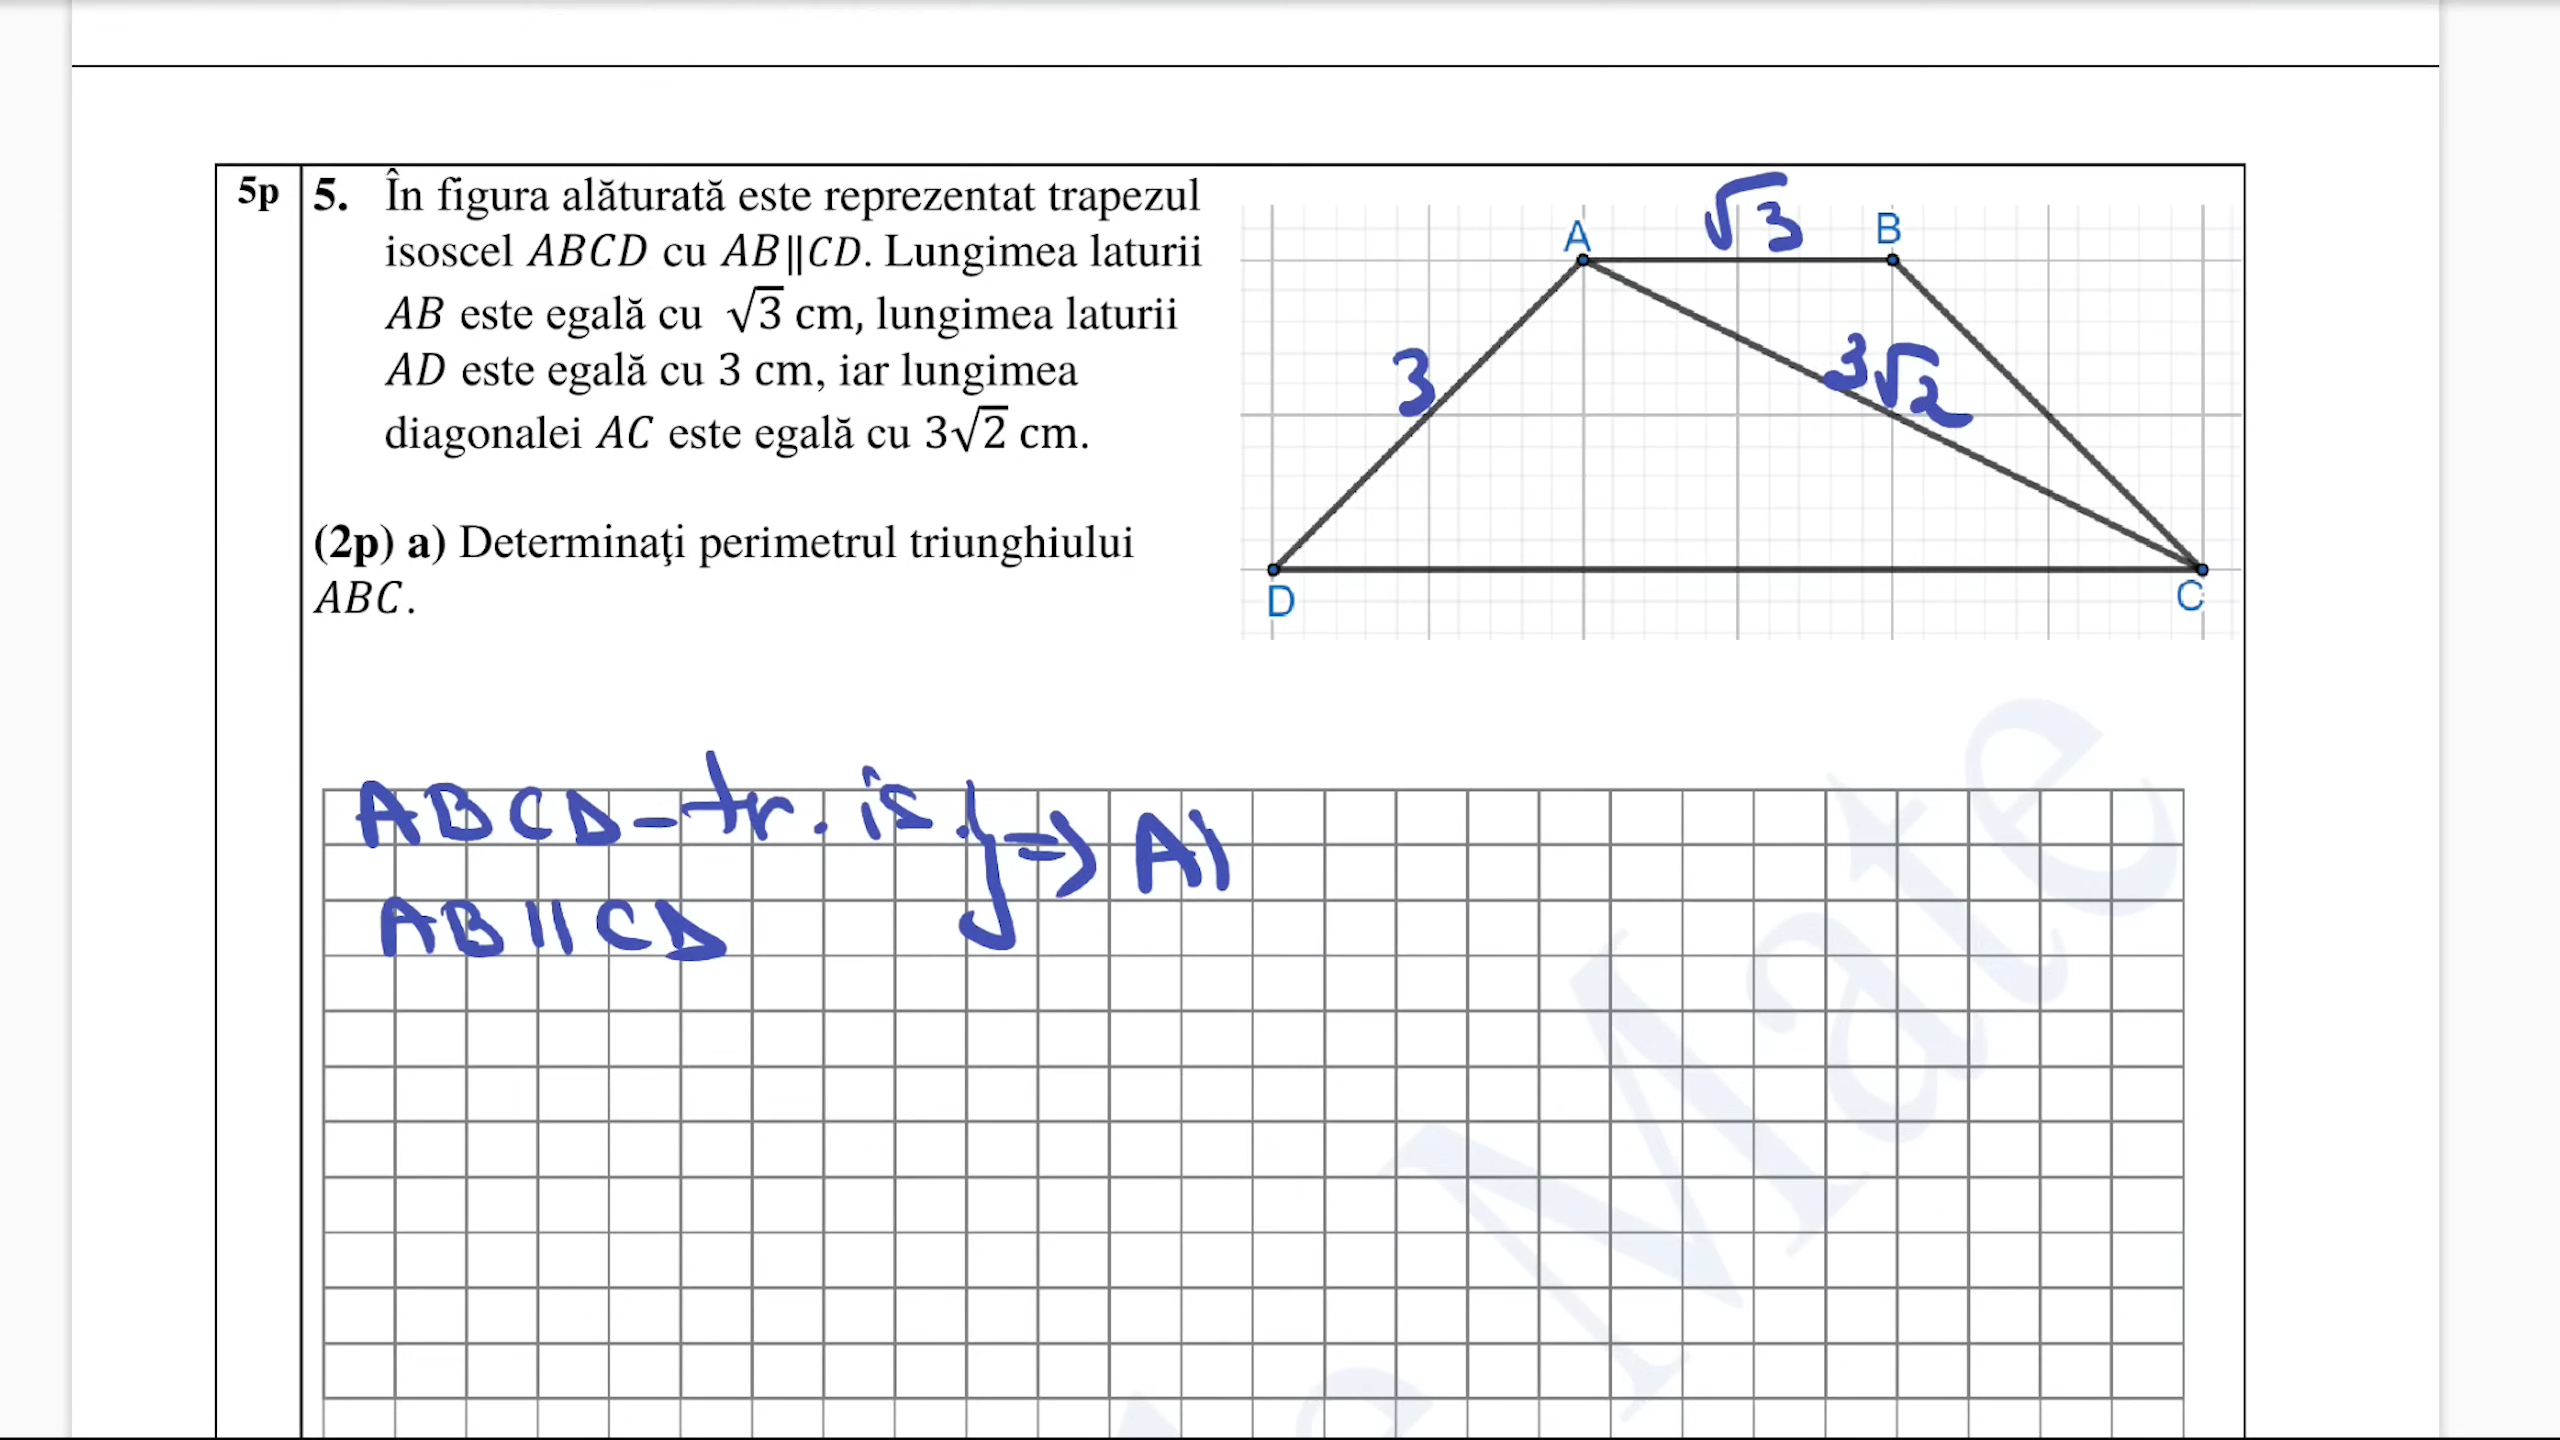 5p 5. În figura alăturată este reprezentat trapezul
isoscel ABCD cu AB∥CD. Lungimea laturii
AB este egală cu √3 cm, lungimea laturii
AD este egală cu 3 cm, iar lungimea
diagonalei AC este egală cu 3√2 cm.
(2p) a) Determinaţi perimetrul triunghiului
ABC.
A √3 B
3 3√2
D C
ABCD - tr. is. } => A
AB ∥ CD
Mate